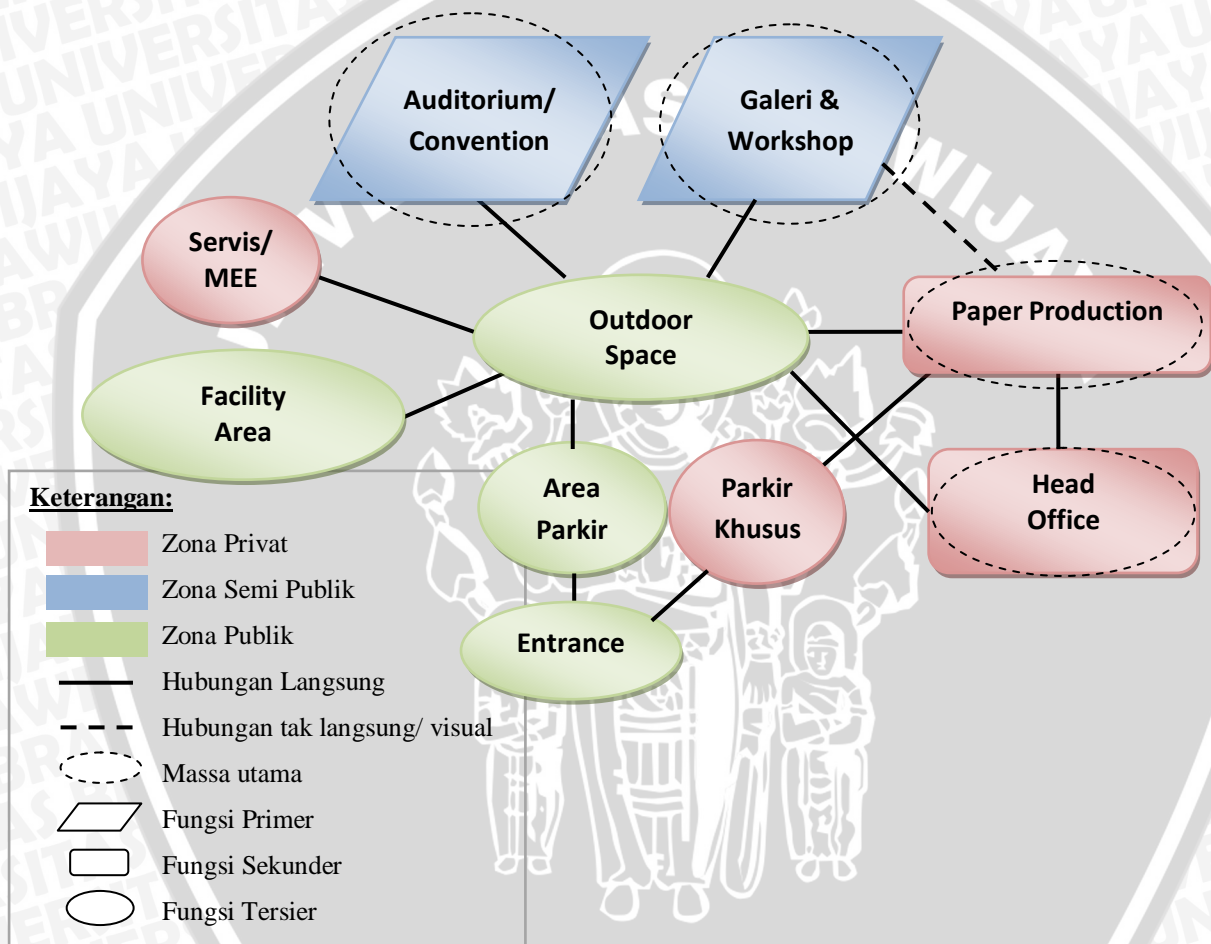 Auditorium/
Convention
Galeri &
Workshop
Servis/
MEE
Outdoor
Space
Paper Production
Facility
Area
Area
Parkir
Parkir
Khusus
Head
Office
Entrance
Keterangan:
Zona Privat
Zona Semi Publik
Zona Publik
Hubungan Langsung
Hubungan tak langsung/ visual
Massa utama
Fungsi Primer
Fungsi Sekunder
Fungsi Tersier